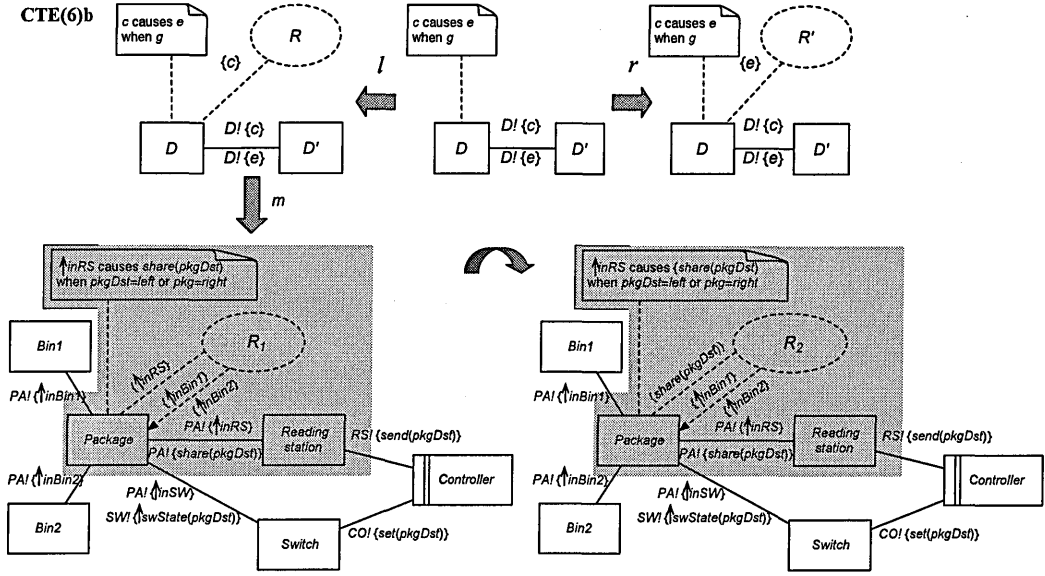 CTE(6)b
c causes e
when g
R
{c}
l
D! {c}
D
D! {e}
D'
c causes e
when g
D! {c}
D
D! {e}
D'
r
c causes e
when g
R'
{e}
D! {c}
D
D! {e}
D'
m
↑inRS causes share(pkgDst)
when pkgDst=left or pkg=right
Bin1
R1
{↑inRS}
{↑inBin1}
{↑inBin2}
PA! {↑inBin1}
PA! {↑inRS}
Package
Reading
station
RS! {send(pkgDst)}
PA! {share(pkgDst)}
PA! {↑inBin2}
PA! {↑inSW}
Controller
Bin2
SW! {↑swState(pkgDst)}
Switch
CO! {set(pkgDst)}
↑inRS causes {share(pkgDst)
when pkgDst=left or pkg=right
Bin1
R2
{share(pkgDst)}
{↑inBin1}
{↑inBin2}
PA! {↑inBin1}
PA! {↑inRS}
Package
Reading
station
RS! {send(pkgDst)}
PA! {share(pkgDst)}
PA! {↑inBin2}
PA! {↑inSW}
Controller
Bin2
SW! {↑swState(pkgDst)}
Switch
CO! {set(pkgDst)}